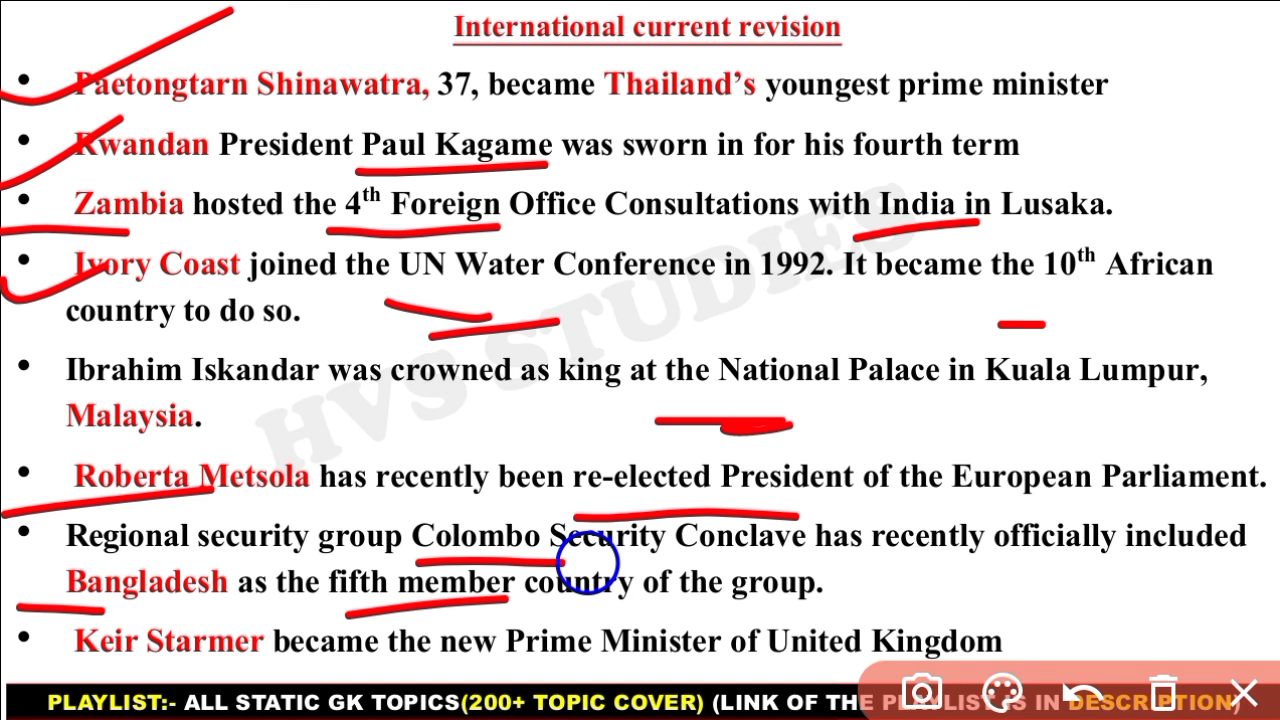 International current revision
• Paetongtarn Shinawatra, 37, became Thailand’s youngest prime minister
• Rwandan President Paul Kagame was sworn in for his fourth term
• Zambia hosted the 4th Foreign Office Consultations with India in Lusaka.
• Ivory Coast joined the UN Water Conference in 1992. It became the 10th African
country to do so.
• Ibrahim Iskandar was crowned as king at the National Palace in Kuala Lumpur,
Malaysia.
• Roberta Metsola has recently been re-elected President of the European Parliament.
• Regional security group Colombo Security Conclave has recently officially included
Bangladesh as the fifth member country of the group.
• Keir Starmer became the new Prime Minister of United Kingdom
HVS STUDIES
PLAYLIST:- ALL STATIC GK TOPICS(200+ TOPIC COVER) (LINK OF THE PLAYLIST IS IN DESCRIPTION)